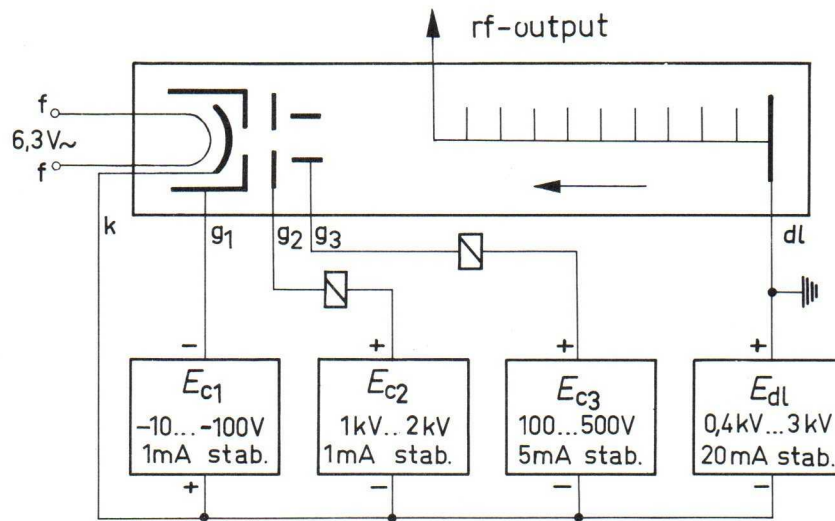 rf-output
f
6,3V~
f
k
g1
g2
g3
dl
-
+
+
+
Ec1
-10... -100V
1mA stab.
Ec2
1kV... 2kV
1mA stab.
Ec3
100...500V
5mA stab.
Edl
0,4kV...3kV
20mA stab.
+
-
-
-